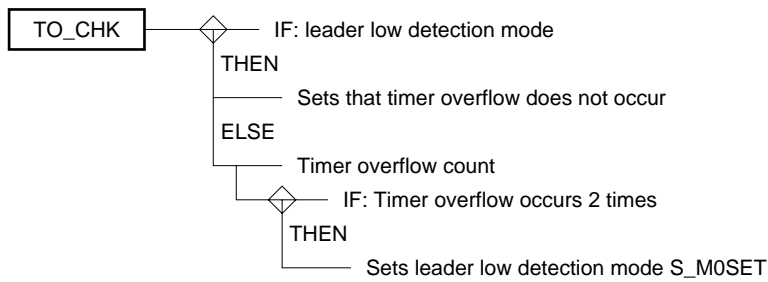 TO_CHK
IF: leader low detection mode
THEN
Sets that timer overflow does not occur
ELSE
Timer overflow count
IF: Timer overflow occurs 2 times
THEN
Sets leader low detection mode S_M0SET